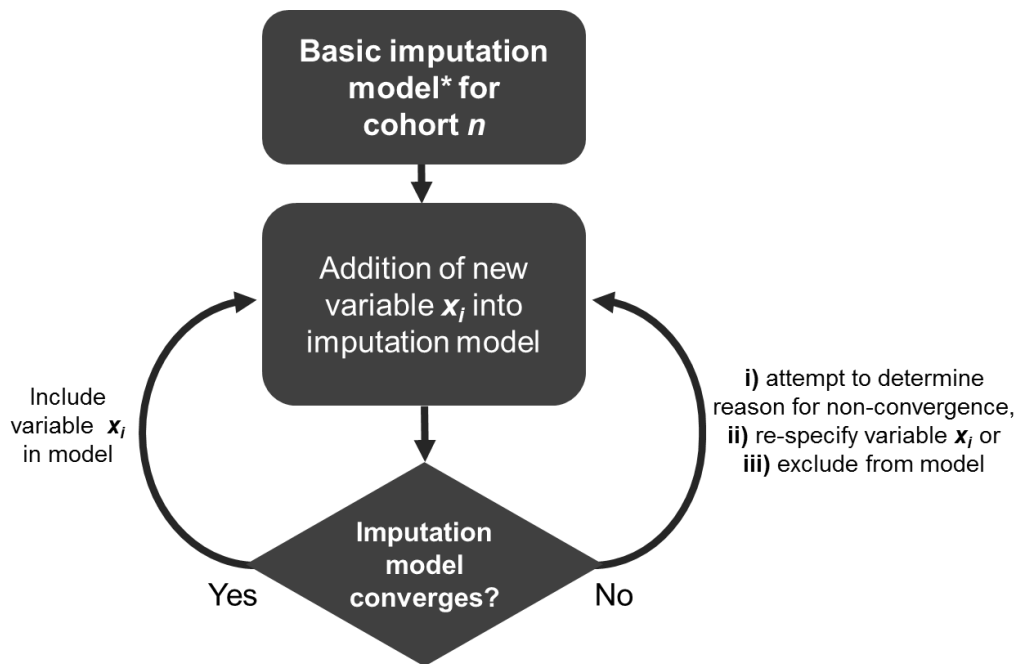 Basic imputation
model* for
cohort n
Addition of new
variable xi into
imputation model
Include
variable xi
in model
i) attempt to determine
reason for non-convergence,
ii) re-specify variable xi or
iii) exclude from model
Imputation
model
converges?
Yes
No